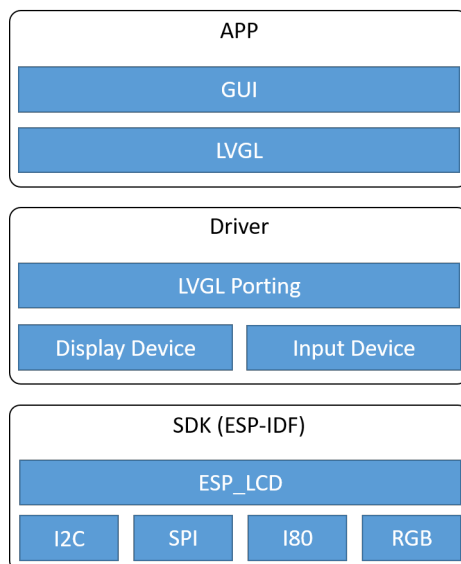 APP
GUI
LVGL
Driver
LVGL Porting
Display Device
Input Device
SDK (ESP-IDF)
ESP_LCD
I2C
SPI
I80
RGB